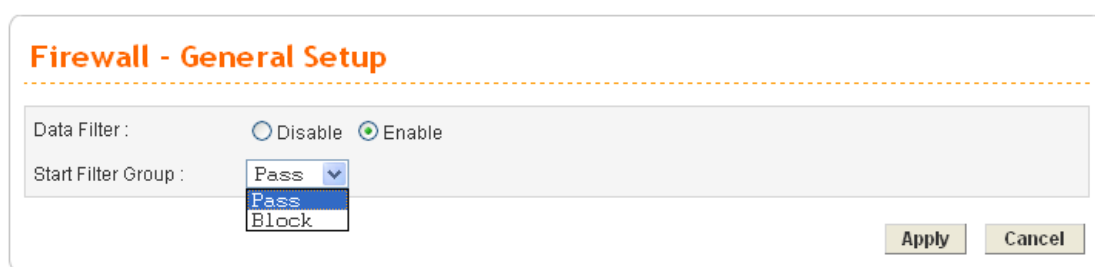 Firewall - General Setup
Data Filter : Disable Enable
Start Filter Group : Pass
Pass
Block
Apply Cancel